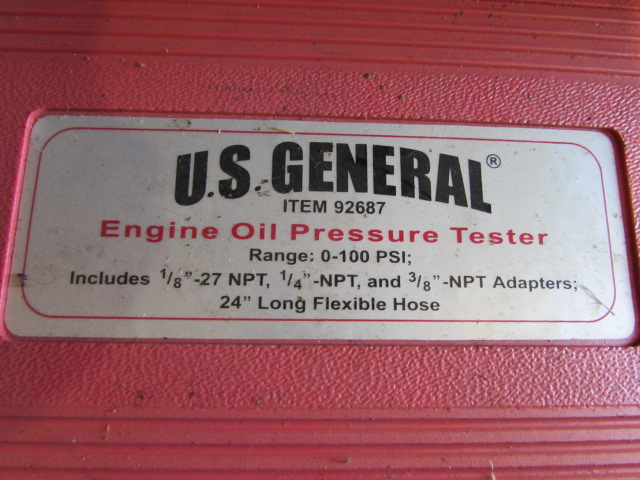 U.S. GENERAL®
ITEM 92687
Engine Oil Pressure Tester
Range: 0-100 PSI;
Includes 1/8"-27 NPT, 1/4"-NPT, and 3/8"-NPT Adapters;
24" Long Flexible Hose